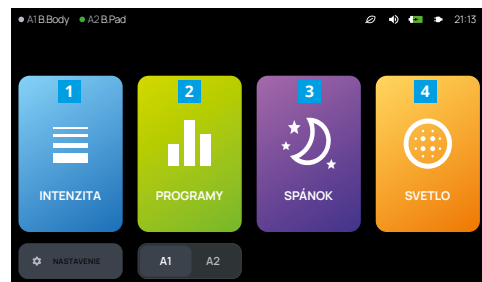 A1 B.Body A2 B.Pad 21:13
1 2 3 4
INTENZITA PROGRAMY SPÁNOK SVETLO
NASTAVENIE A1 A2